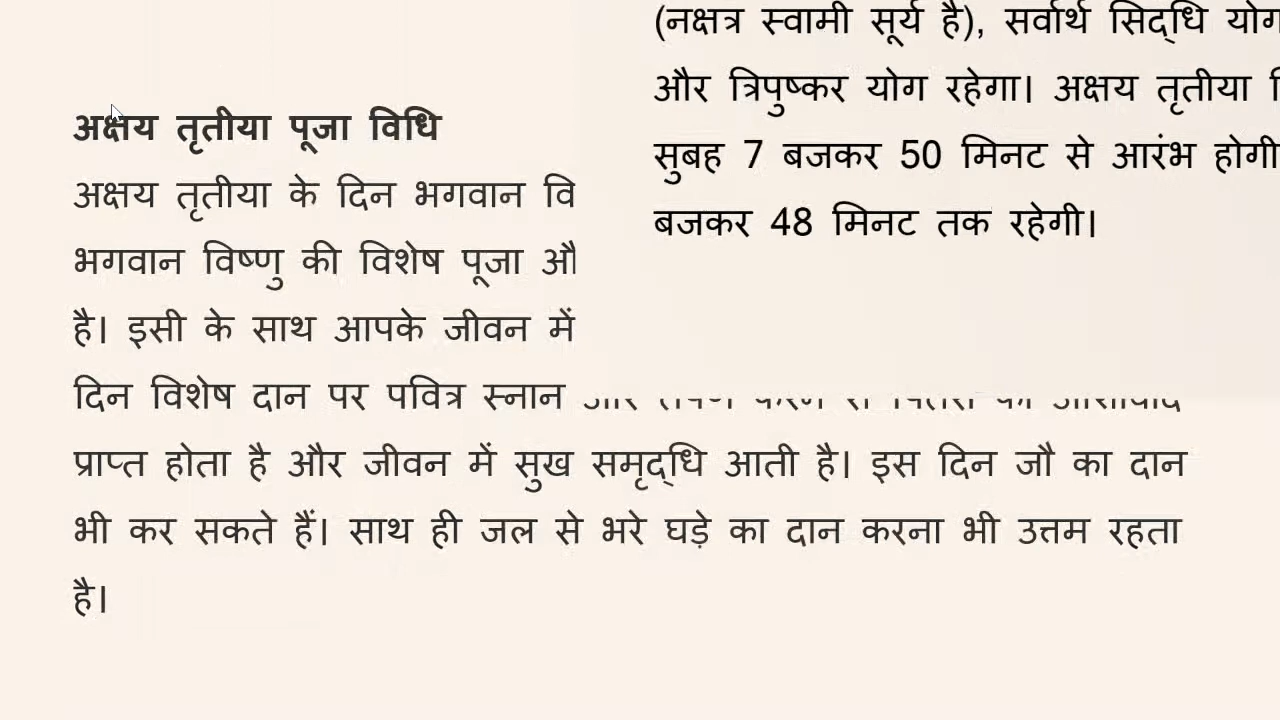 (नक्षत्र स्वामी सूर्य है), सर्वार्थ सिद्धि योग
और त्रिपुष्कर योग रहेगा। अक्षय तृतीया
सुबह 7 बजकर 50 मिनट से आरंभ होगी
बजकर 48 मिनट तक रहेगी।
अक्षय तृतीया पूजा विधि
अक्षय तृतीया के दिन भगवान वि
भगवान विष्णु की विशेष पूजा औ
है। इसी के साथ आपके जीवन में
दिन विशेष दान पर पवित्र स्नान
प्राप्त होता है और जीवन में सुख समृद्धि आती है। इस दिन जौ का दान
भी कर सकते हैं। साथ ही जल से भरे घड़े का दान करना भी उत्तम रहता
है।